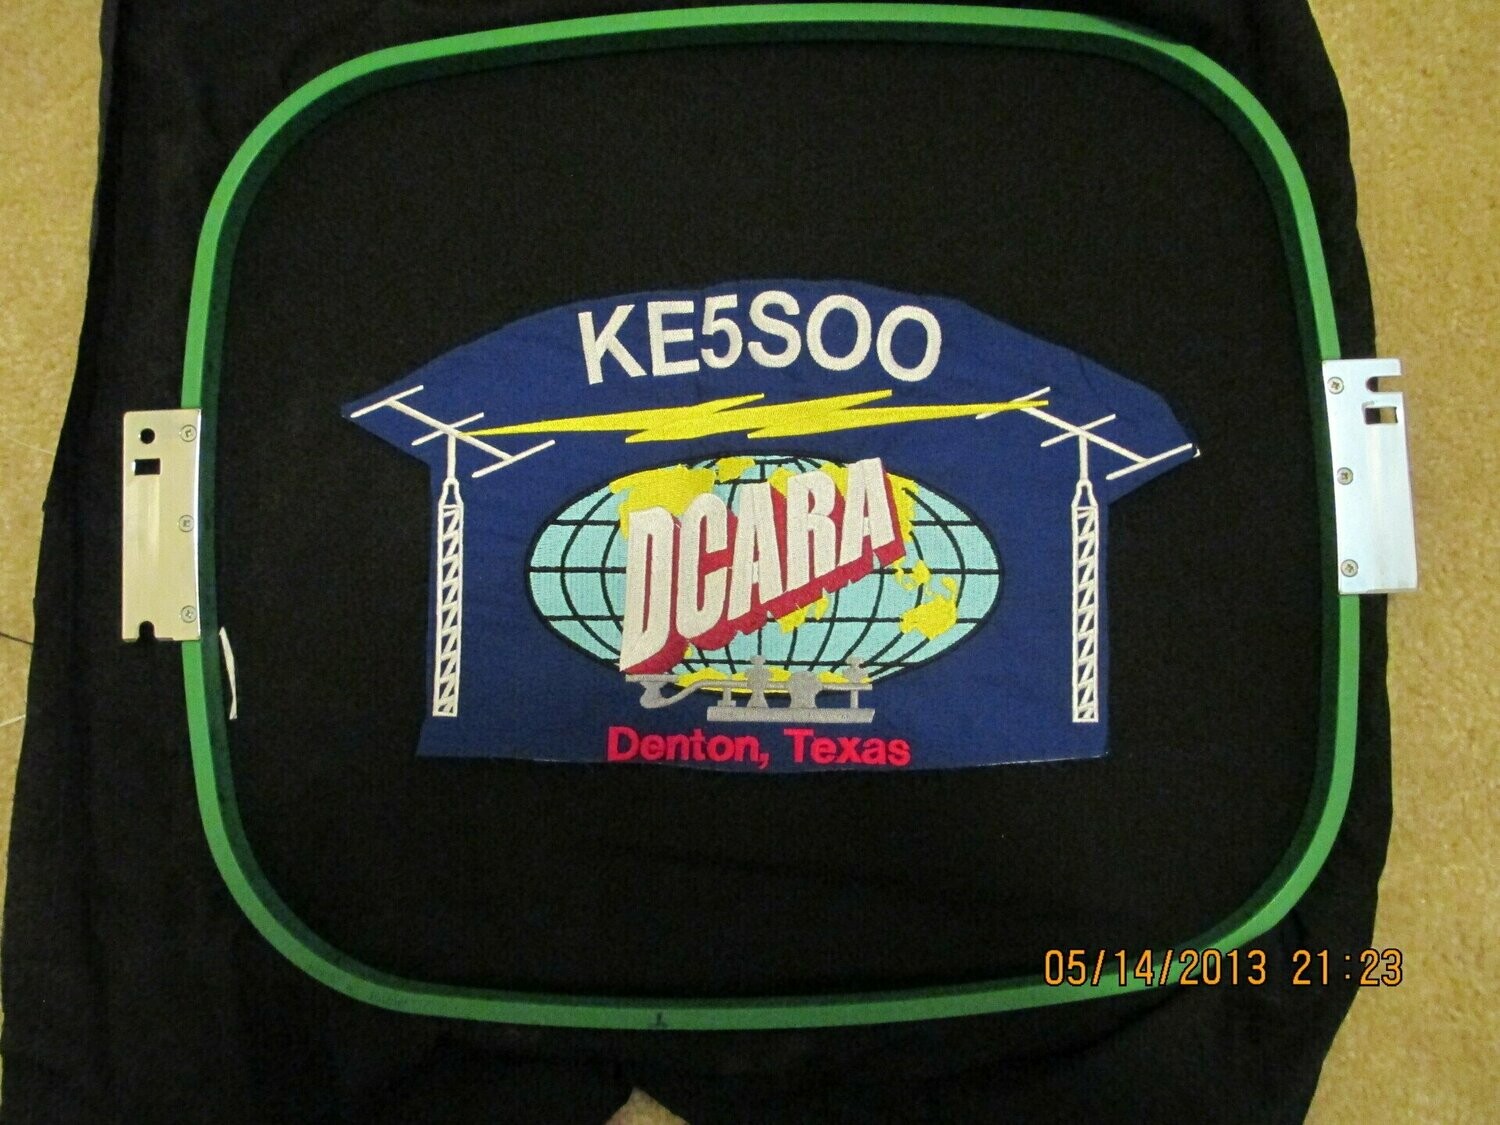 KE5SOO
DCARA
Denton, Texas
05/14/2013 21:23